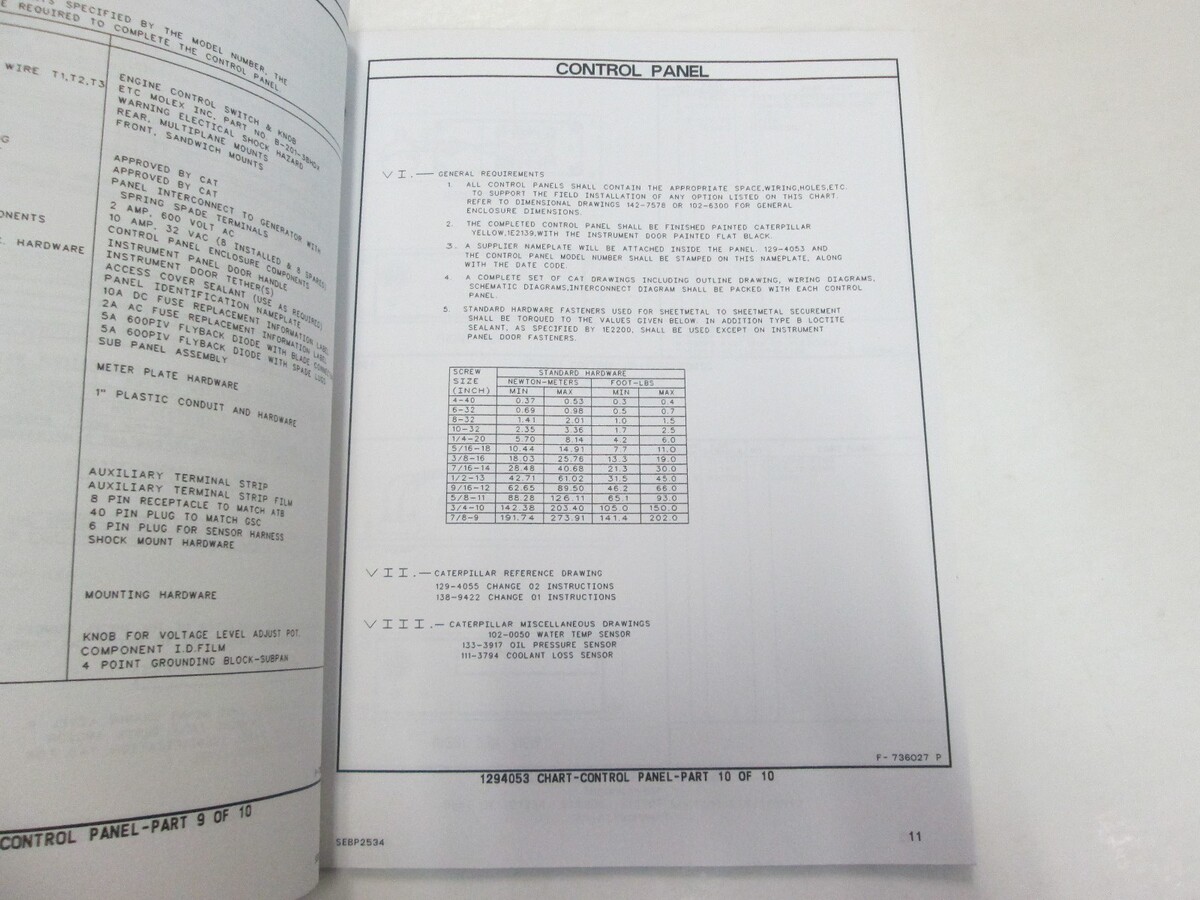 S SPECIFIED BY THE MODEL NUMBER. THE
E REQUIRED TO COMPLETE THE CONTROL PANEL
WIRE T1,T2,T3
ENGINE CONTROL SWITCH & KNOB
ETC MOLEX INC. PART NO.
WARNING ELECTICAL SHOCK HAZARD
REAR, MULTIPLANE MOUNTS
FRONT, SANDWICH MOUNTS
APPROVED BY CAT
APPROVED BY CAT
PANEL INTERCONNECT TO GENERATOR WITH
SPRING SPADE TERMINALS
2 AMP, 600 VOLT AC
ONENTS
10 AMP, 32 VAC (8 INSTALLED & 6 SPARES)
CONTROL PANEL ENCLOSURE COMPONENTS
HARDWARE
INSTRUMENT PANEL DOOR HANDLE
INSTRUMENT DOOR TETHER(S)
ACCESS COVER SEALANT (USE AS REQUIRED)
PANEL IDENTIFICATION NAMEPLATE
10A DC FUSE REPLACEMENT INFORMATION LABEL
2A AC FUSE REPLACEMENT INFORMATION LABEL
5A 600PIV FLYBACK DIODE WITH BLADE
5A 600PIV FLYBACK DIODE WITH SPADE LUGS
SUB PANEL ASSEMBLY
METER PLATE HARDWARE
1" PLASTIC CONDUIT AND HARDWARE
AUXILIARY TERMINAL STRIP
AUXILIARY TERMINAL STRIP FILM
8 PIN RECEPTACLE TO MATCH ATB
40 PIN PLUG TO MATCH GSC
6 PIN PLUG FOR SENSOR HARNESS
SHOCK MOUNT HARDWARE
MOUNTING HARDWARE
KNOB FOR VOLTAGE LEVEL ADJUST POT.
COMPONENT I.D.FILM
4 POINT GROUNDING BLOCK-SUBPAN
CONTROL PANEL-PART 9 OF 10
CONTROL PANEL
VI.— GENERAL REQUIREMENTS
1. ALL CONTROL PANELS SHALL CONTAIN THE APPROPRIATE SPACE,WIRING,HOLES,ETC.
TO SUPPORT THE FIELD INSTALLATION OF ANY OPTION LISTED ON THIS CHART.
REFER TO DIMENSIONAL DRAWINGS 142-7578 OR 102-6300 FOR GENERAL
ENCLOSURE DIMENSIONS.
2. THE COMPLETED CONTROL PANEL SHALL BE FINISHED PAINTED CATERPILLAR
YELLOW,1E2139,WITH THE INSTRUMENT DOOR PAINTED FLAT BLACK.
3. A SUPPLIER NAMEPLATE WILL BE ATTACHED INSIDE THE PANEL. 129-4053 AND
THE CONTROL PANEL MODEL NUMBER SHALL BE STAMPED ON THIS NAMEPLATE, ALONG
WITH THE DATE CODE.
4. A COMPLETE SET OF CAT DRAWINGS INCLUDING OUTLINE DRAWING, WIRING DIAGRAMS,
SCHEMATIC DIAGRAMS,INTERCONNECT DIAGRAM SHALL BE PACKED WITH EACH CONTROL
PANEL.
5. STANDARD HARDWARE FASTENERS USED FOR SHEETMETAL TO SHEETMETAL SECUREMENT
SHALL BE TORQUED TO THE VALUES GIVEN BELOW. IN ADDITION TYPE B LOCTITE
SEALANT, AS SPECIFIED BY 1E2200, SHALL BE USED EXCEPT ON INSTRUMENT
PANEL DOOR FASTENERS.
SCREW STANDARD HARDWARE
SIZE NEWTON-METERS FOOT-LBS
(INCH) MIN MAX MIN MAX
4-40 0.37 0.53 0.3 0.4
6-32 0.69 0.98 0.5 0.7
8-32 1.41 2.01 1.0 1.5
10-32 2.35 3.36 1.7 2.5
1/4-20 5.70 8.14 4.2 6.0
5/16-18 10.44 14.91 7.7 11.0
3/8-16 18.03 25.76 13.3 19.0
7/16-14 28.48 40.68 21.3 30.0
1/2-13 42.71 61.02 31.5 45.0
9/16-12 62.65 89.50 46.2 66.0
5/8-11 88.28 126.11 65.1 93.0
3/4-10 142.38 203.40 105.0 150.0
7/8-9 191.74 273.91 141.4 202.0
VII.— CATERPILLAR REFERENCE DRAWING
129-4055 CHANGE 02 INSTRUCTIONS
138-9422 CHANGE 01 INSTRUCTIONS
VIII.— CATERPILLAR MISCELLANEOUS DRAWINGS
102-0050 WATER TEMP SENSOR
133-3917 OIL PRESSURE SENSOR
111-3794 COOLANT LOSS SENSOR
F-736027 P
1294053 CHART-CONTROL PANEL-PART 10 OF 10
SEBP2534
11